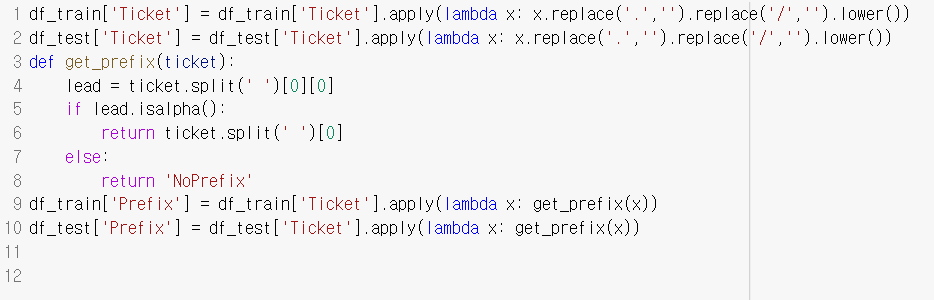 1 df_train['Ticket'] = df_train['Ticket'].apply(lambda x: x.replace('.','').replace('/','').lower())
2 df_test['Ticket'] = df_test['Ticket'].apply(lambda x: x.replace('.','').replace('/','').lower())
3 def get_prefix(ticket):
4     lead = ticket.split(' ')[0][0]
5     if lead.isalpha():
6         return ticket.split(' ')[0]
7     else:
8         return 'NoPrefix'
9 df_train['Prefix'] = df_train['Ticket'].apply(lambda x: get_prefix(x))
10 df_test['Prefix'] = df_test['Ticket'].apply(lambda x: get_prefix(x))
11
12